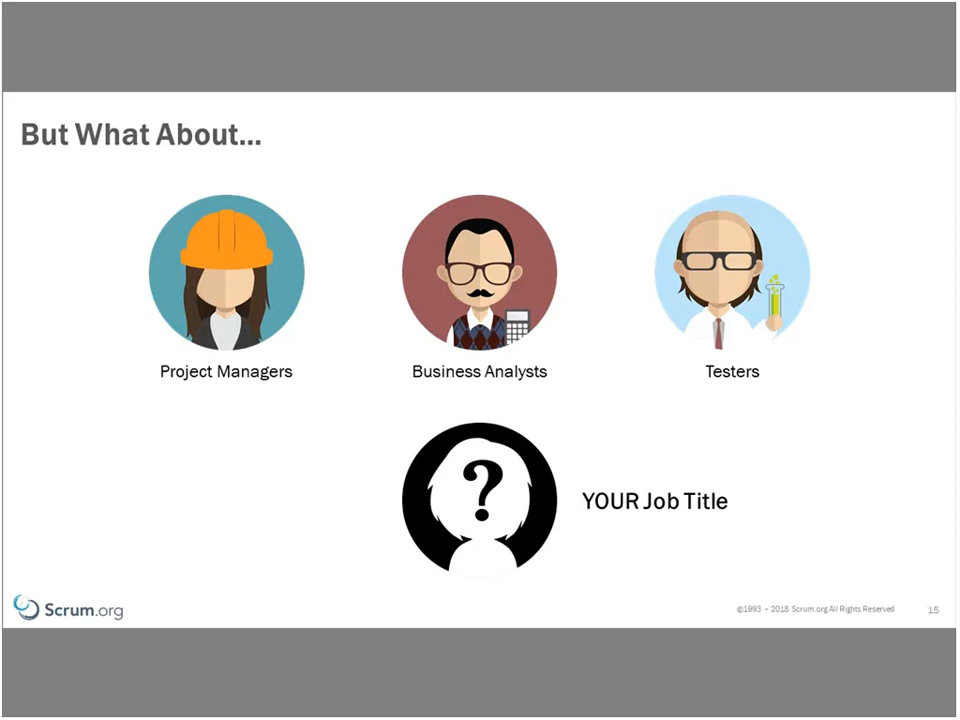 But What About...
Project Managers
Business Analysts
Testers
?
YOUR Job Title
Scrum.org
©1993 – 2018 Scrum.org All Rights Reserved
15